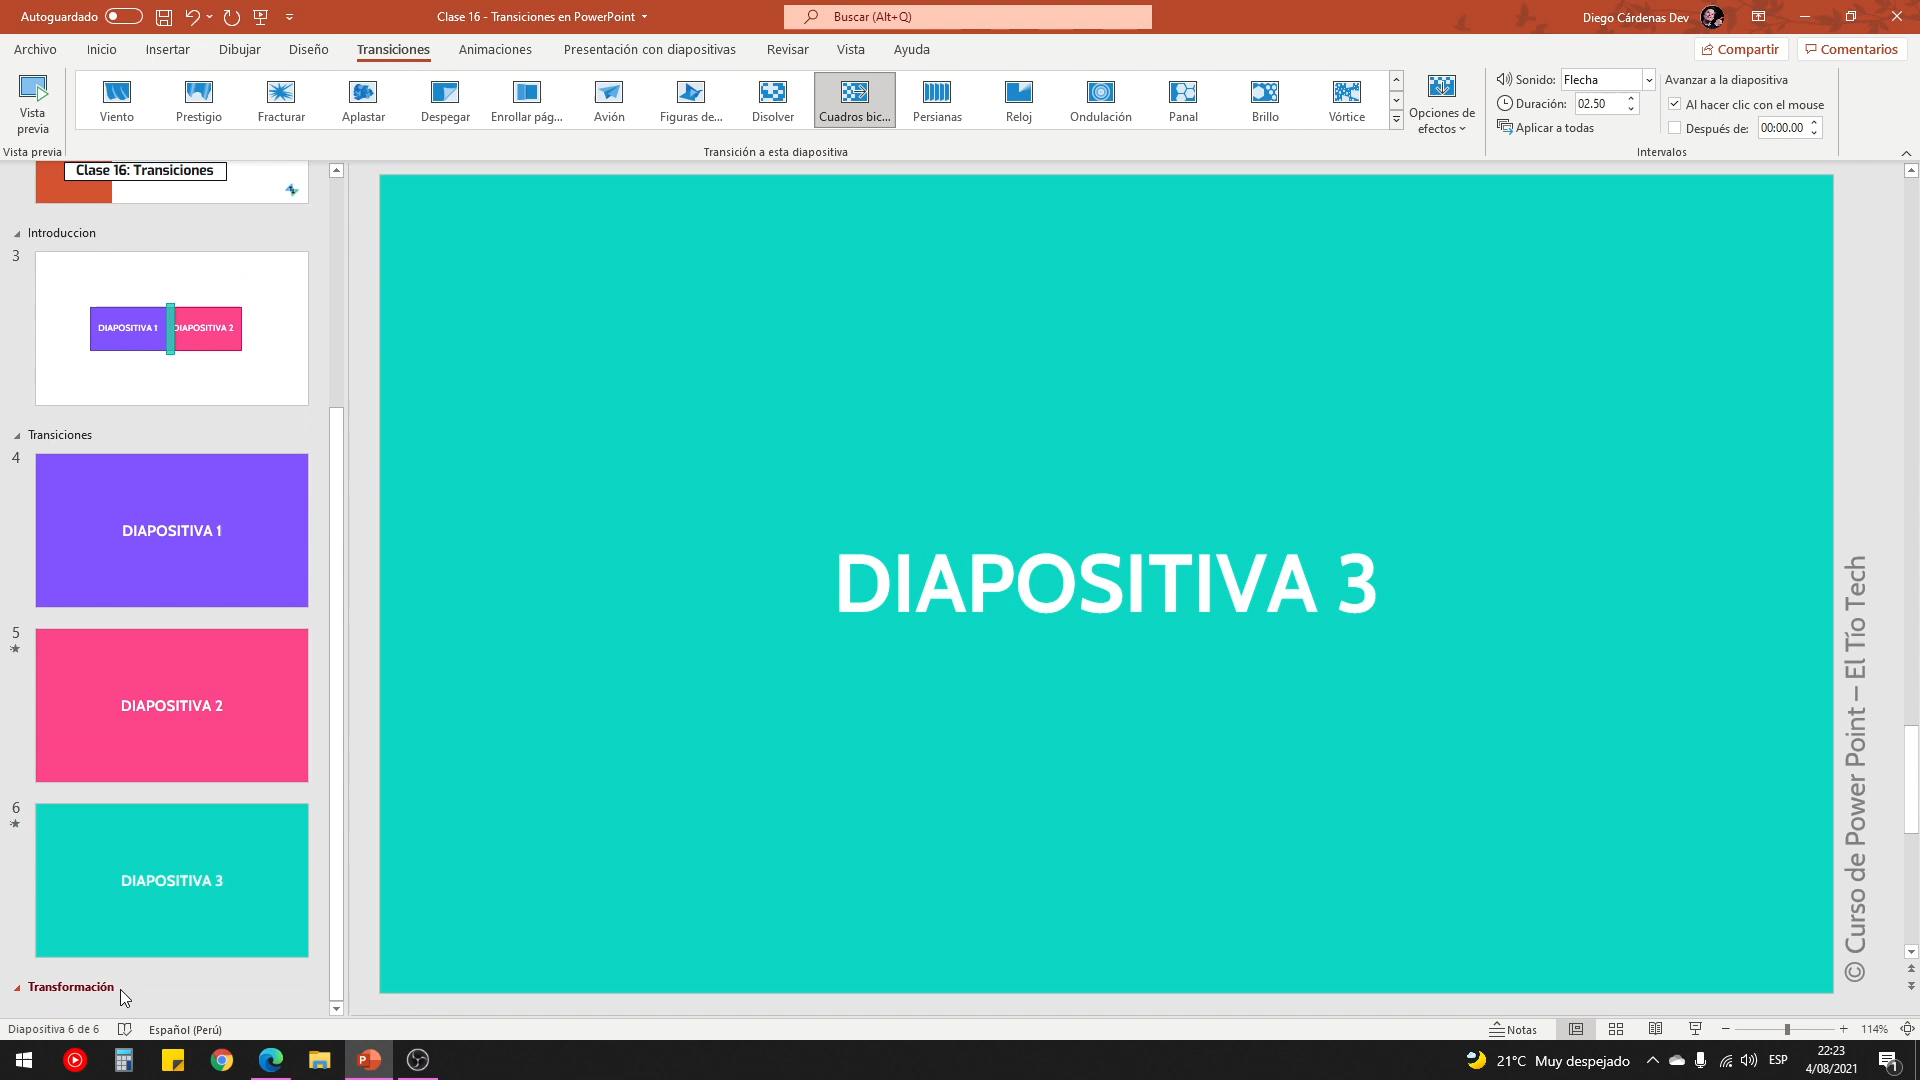 Autoguardado
Clase 16 - Transiciones en PowerPoint
Buscar (Alt+Q)
Diego Cárdenas Dev
Archivo
Inicio
Insertar
Dibujar
Diseño
Transiciones
Animaciones
Presentación con diapositivas
Revisar
Vista
Ayuda
Compartir
Comentarios
Vista previa
Viento
Prestigio
Fracturar
Aplastar
Despegar
Enrollar pág...
Avión
Figuras de...
Disolver
Cuadros bic...
Persianas
Reloj
Ondulación
Panal
Brillo
Vórtice
Opciones de efectos
Sonido: Flecha
Duración: 02.50
Aplicar a todas
Avanzar a la diapositiva
Al hacer clic con el mouse
Después de: 00:00.00
Vista previa
Transición a esta diapositiva
Intervalos
Clase 16: Transiciones
Introduccion
3
DIAPOSITIVA 1
DIAPOSITIVA 2
Transiciones
4
DIAPOSITIVA 1
5
DIAPOSITIVA 2
6
DIAPOSITIVA 3
Transformación
DIAPOSITIVA 3
© Curso de Power Point – El Tío Tech
Diapositiva 6 de 6
Español (Perú)
Notas
114%
21°C Muy despejado
ESP
22:23
4/08/2021
1